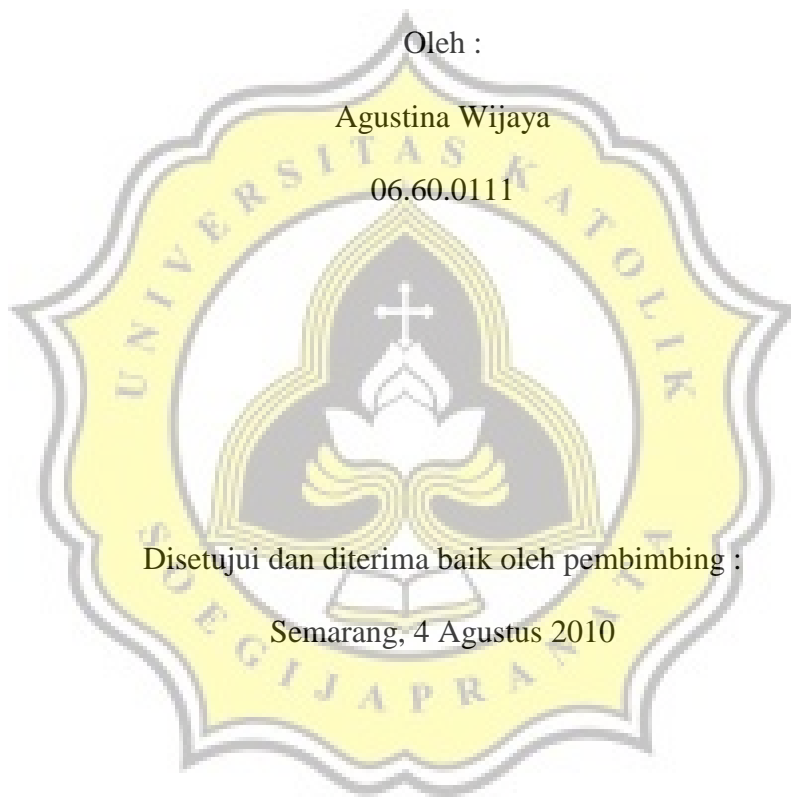 Oleh :
Agustina Wijaya
06.60.0111
UNIVERSITAS KATOLIK
Disetujui dan diterima baik oleh pembimbing :
Semarang, 4 Agustus 2010
SOEGIJAPRANATA